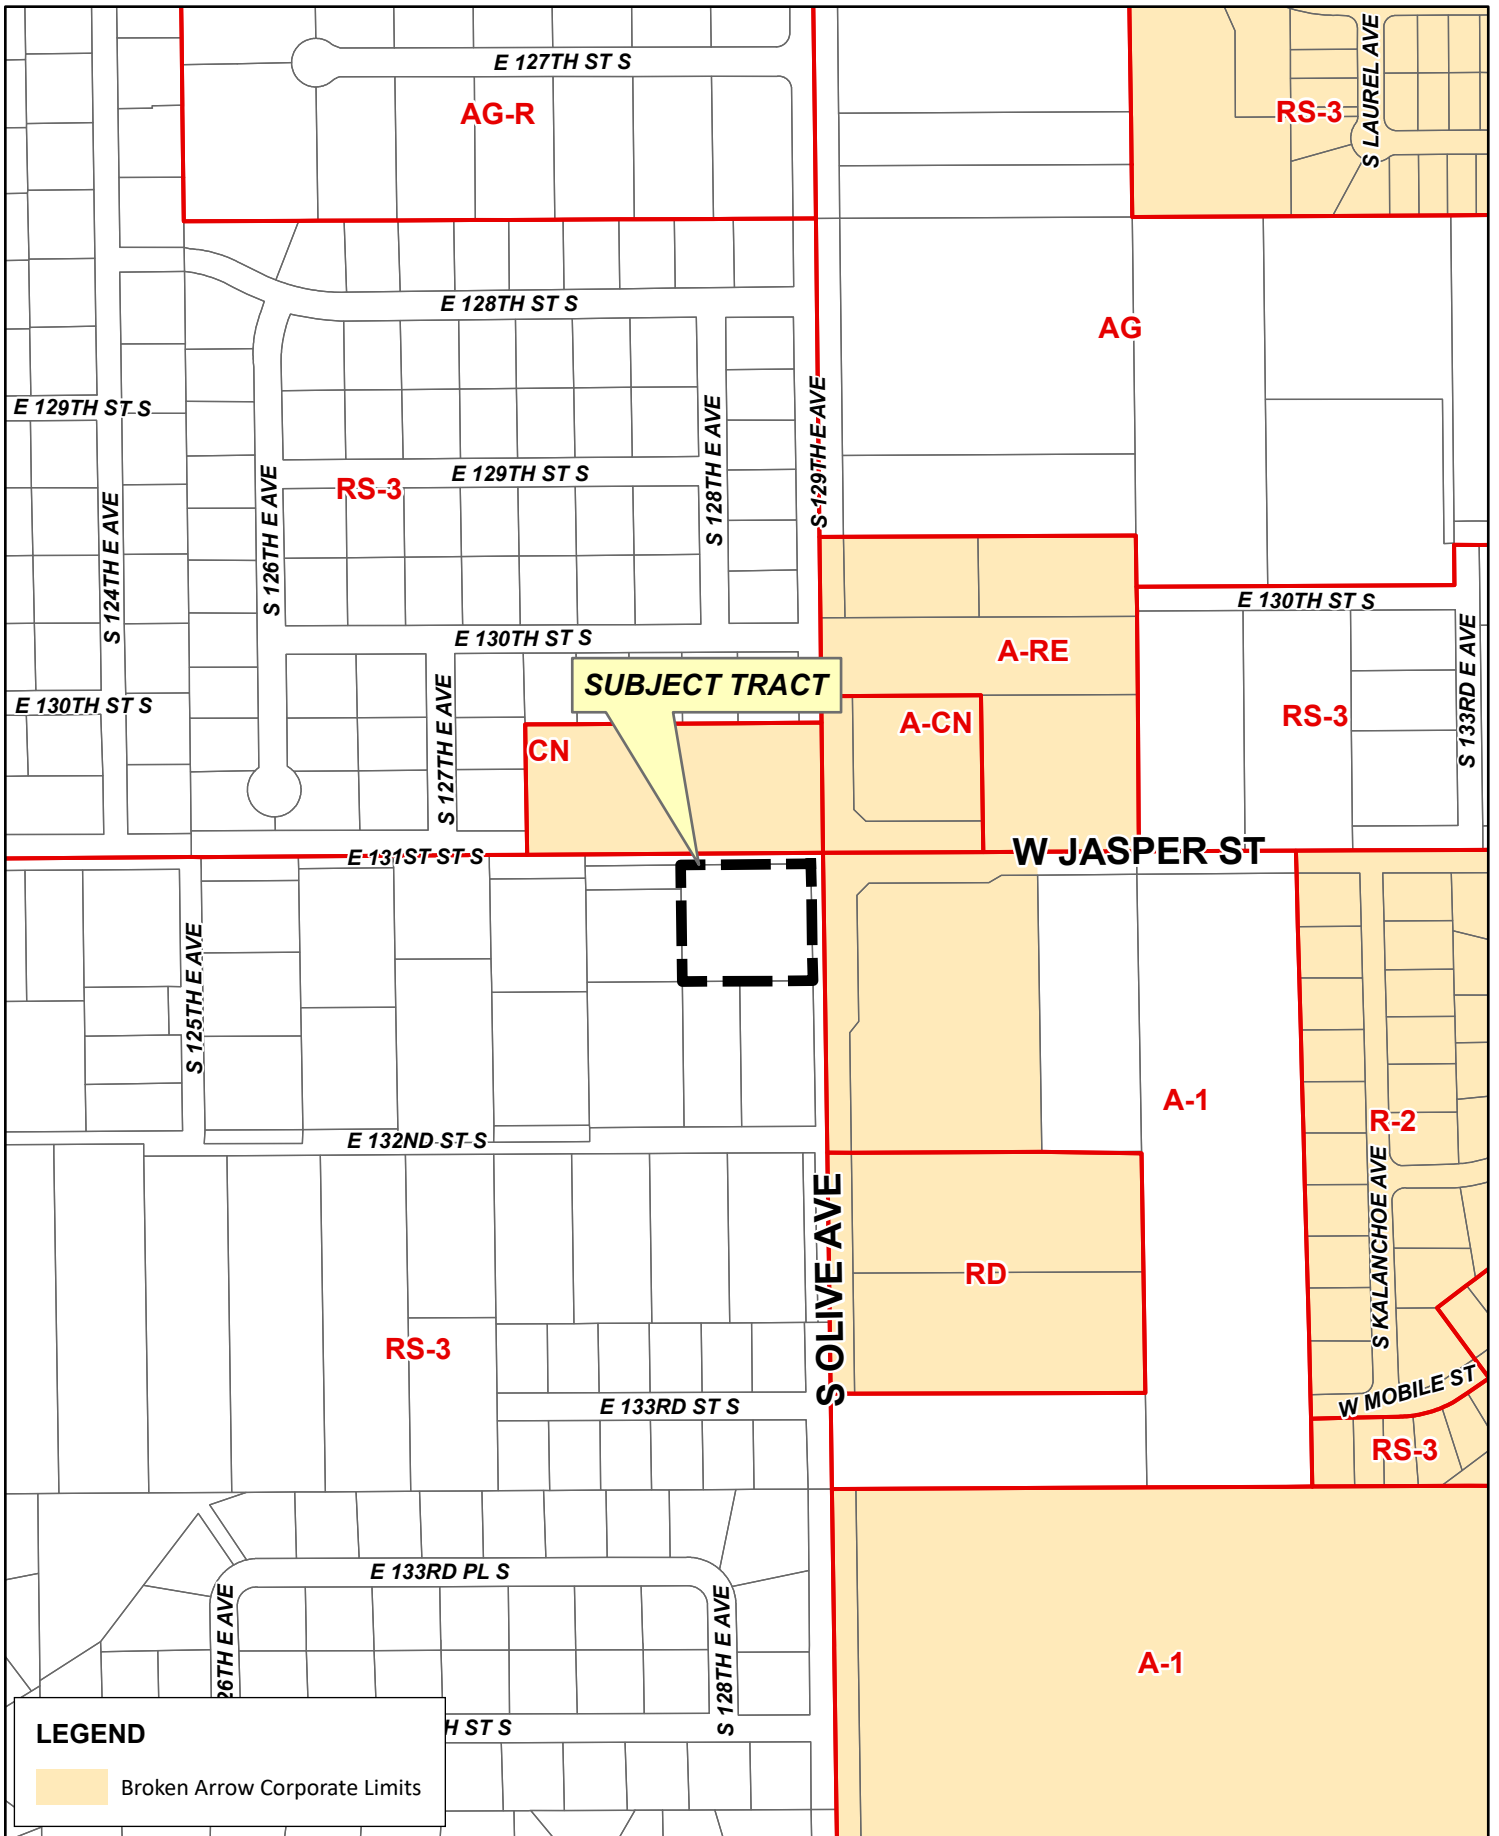 E 127TH ST S
AG-R
RS-3
S LAUREL AVE
E 128TH ST S
AG
E 129TH ST S
S 129TH E AVE
S 128TH E AVE
E 129TH ST S
RS-3
S 126TH E AVE
S 124TH E AVE
E 130TH ST S
E 130TH ST S
A-RE
S 133RD E AVE
SUBJECT TRACT
E 130TH ST S
S 127TH E AVE
RS-3
A-CN
CN
E 131ST ST S
W JASPER ST
S 125TH E AVE
A-1
R-2
E 132ND ST S
S KALANCHOE AVE
S OLIVE AVE
RD
RS-3
W MOBILE ST
E 133RD ST S
RS-3
E 133RD PL S
26TH E AVE
S 128TH E AVE
A-1
H ST S
LEGEND
Broken Arrow Corporate Limits